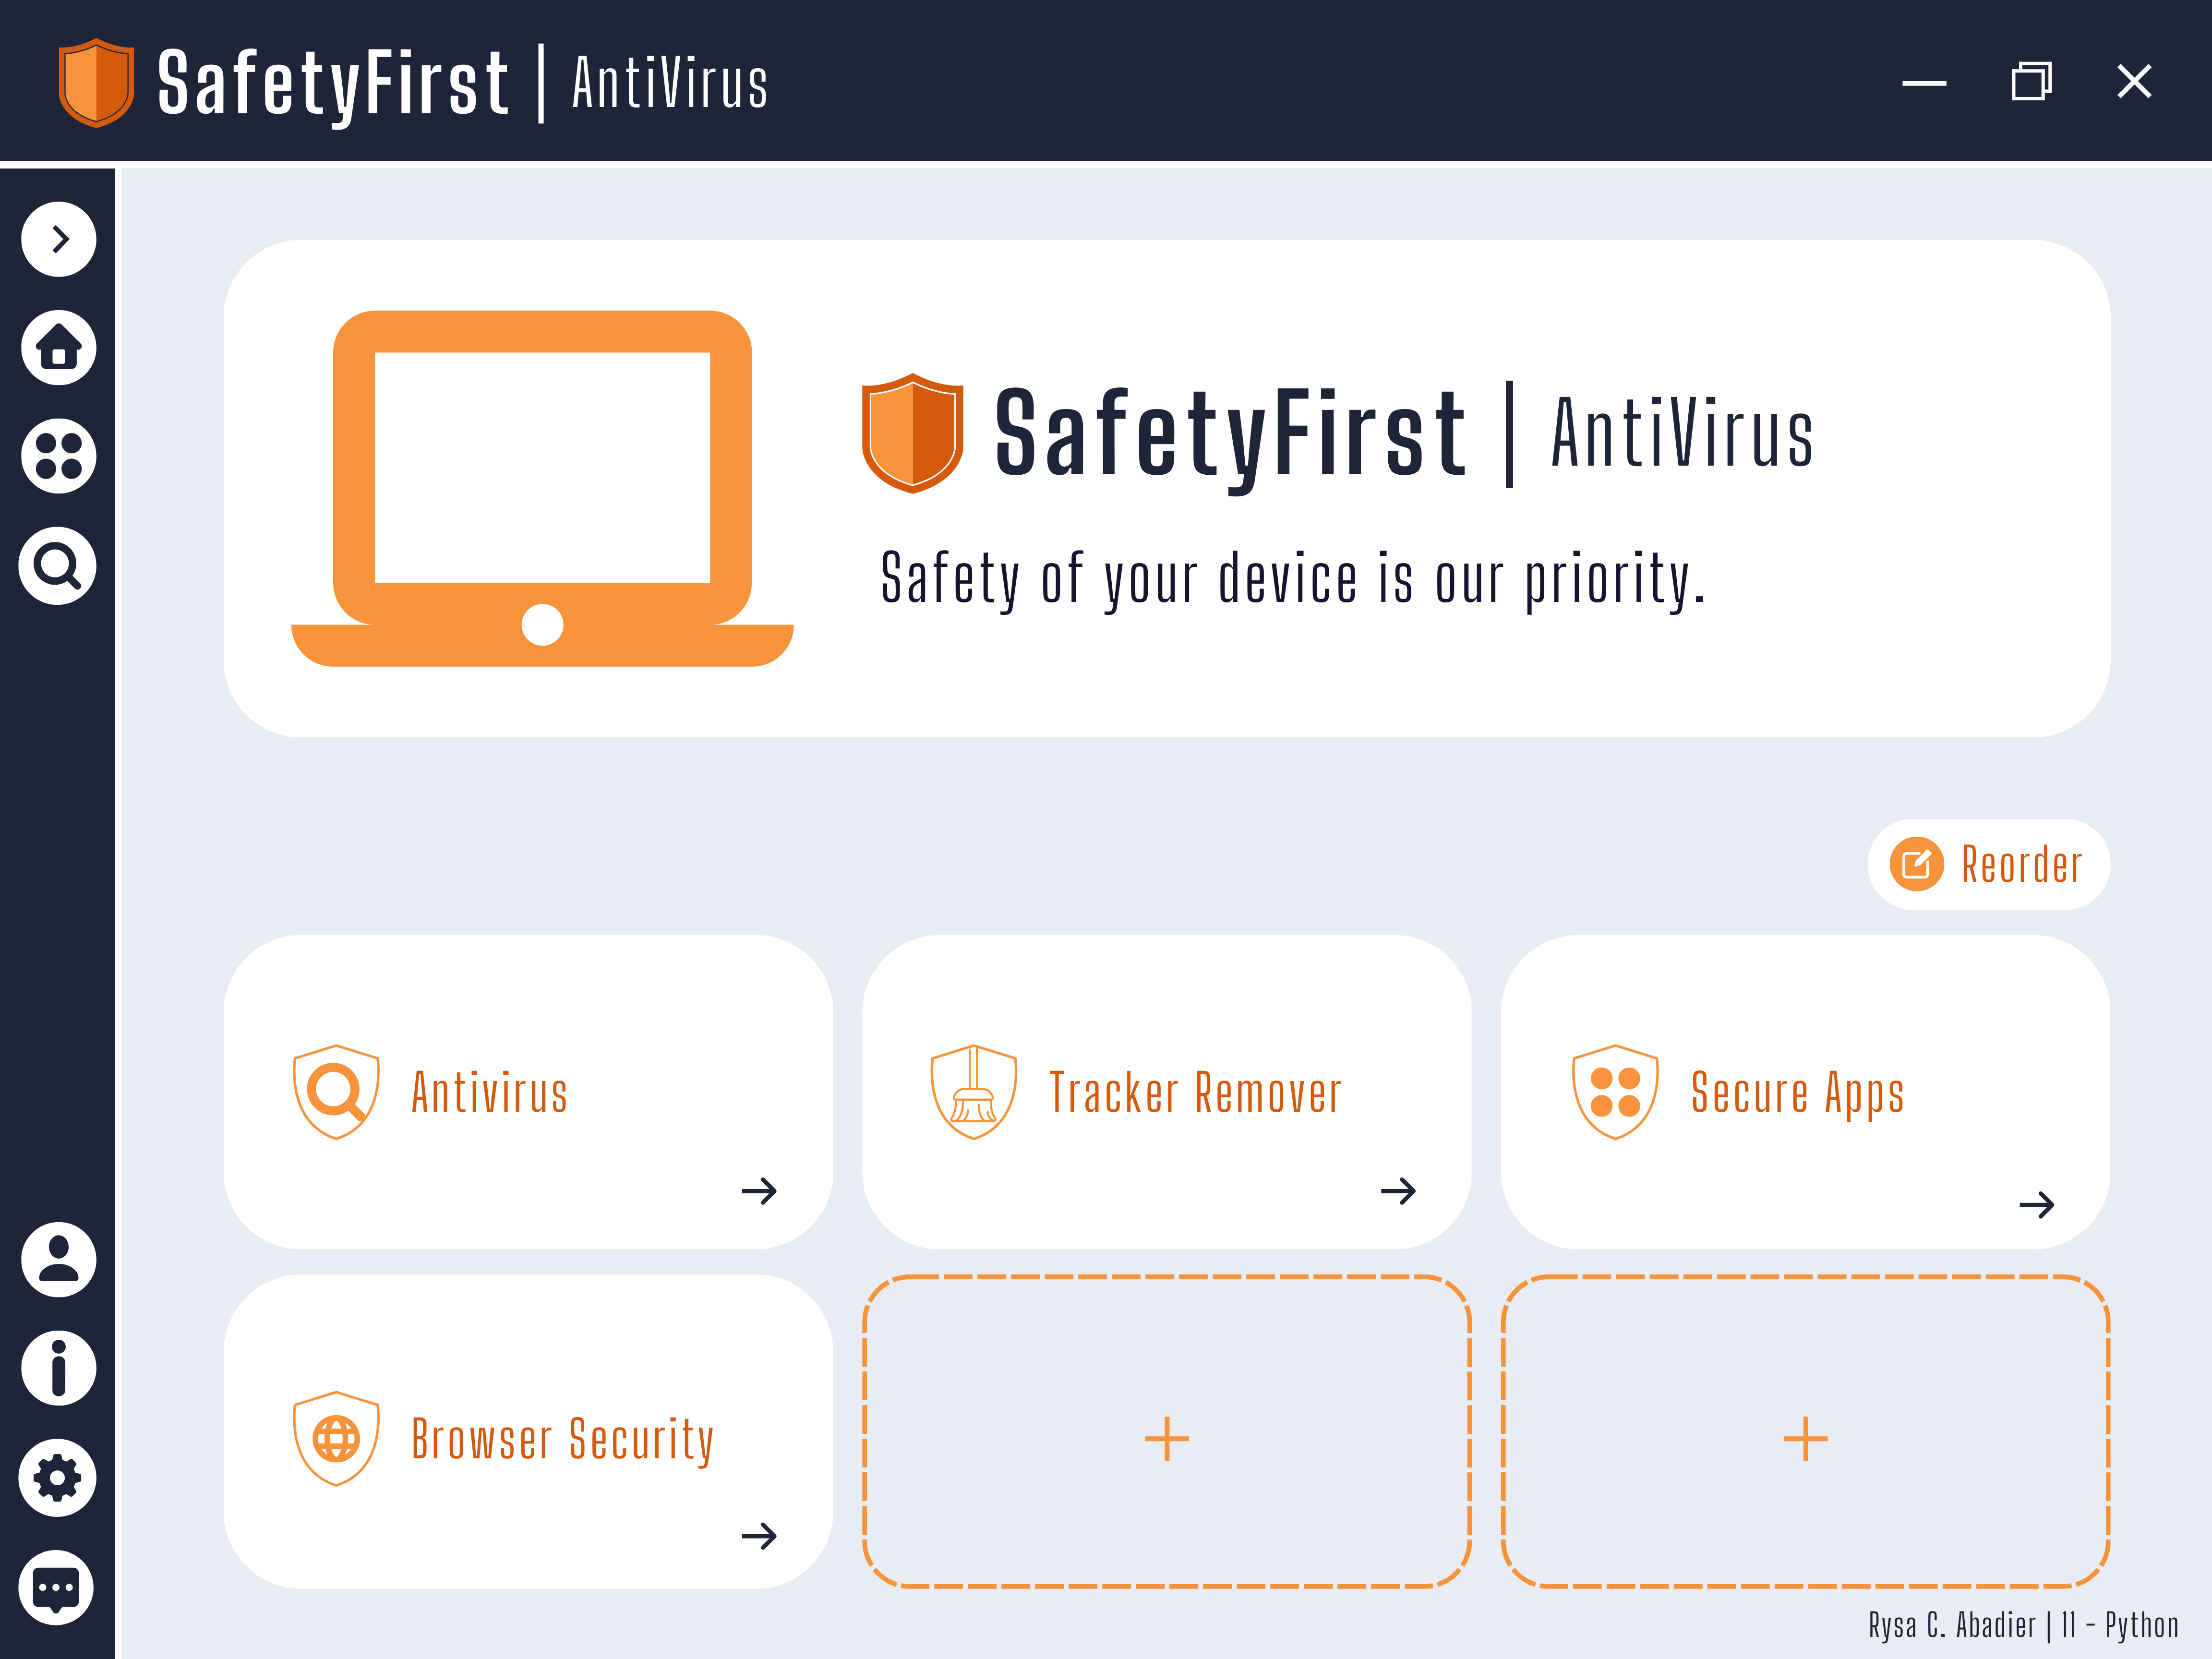 SafetyFirst | AntiVirus
SafetyFirst | AntiVirus
Safety of your device is our priority.
Reorder
Antivirus
Tracker Remover
Secure Apps
Browser Security
Rysa C. Abadier | 11 - Python